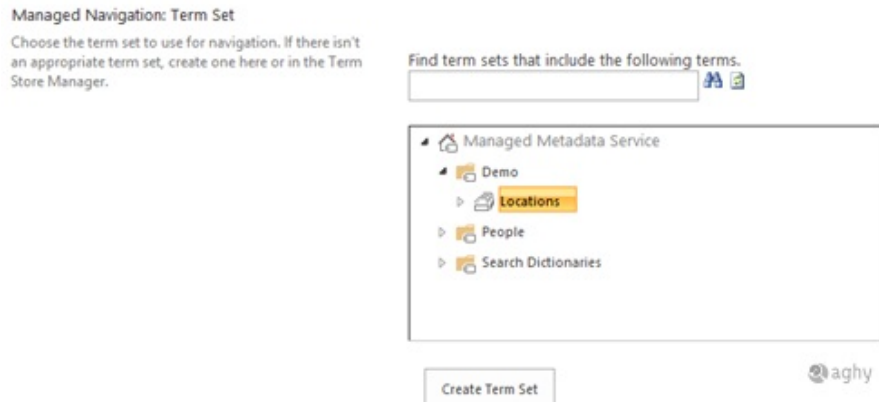 Managed Navigation: Term Set
Choose the term set to use for navigation. If there isn't
an appropriate term set, create one here or in the Term
Store Manager.
Find term sets that include the following terms.
Managed Metadata Service
Demo
Locations
People
Search Dictionaries
Create Term Set
aghy